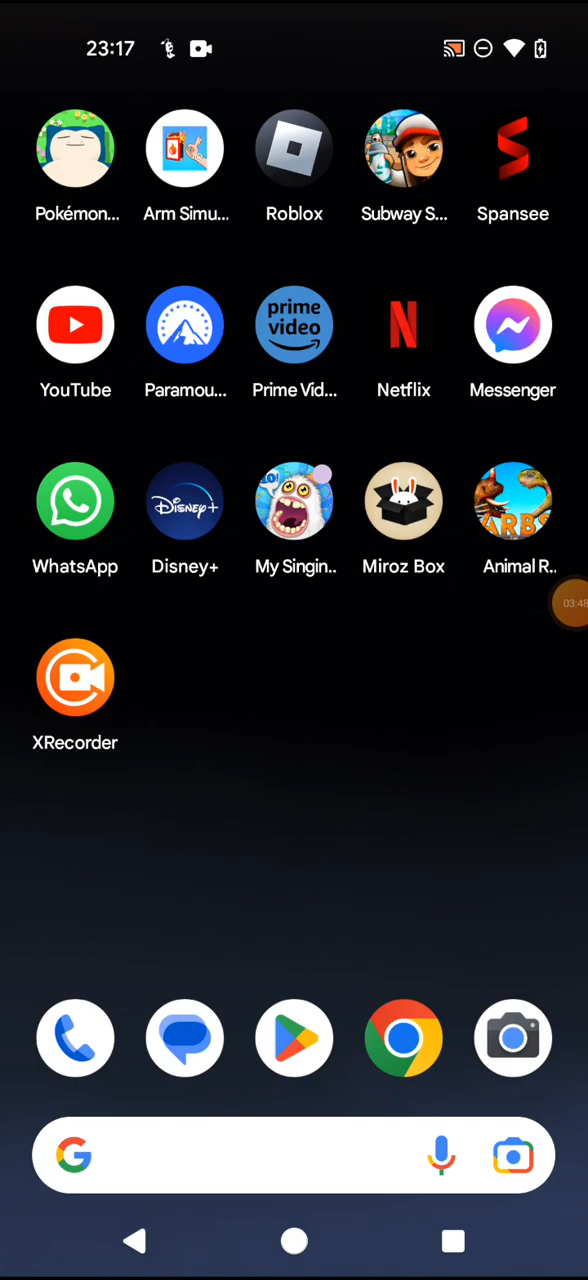 23:17
Pokémon... Arm Simu... Roblox Subway S... Spansee
prime
video
YouTube Paramou... Prime Vid... Netflix Messenger
Disney+
ARBS
WhatsApp Disney+ My Singin.. Miroz Box Animal R..
03:48
XRecorder